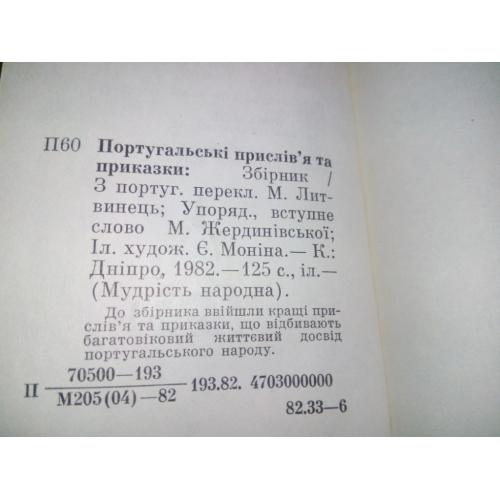 П60 Португальські прислів'я та
приказки: Збірник /
З португ. перекл. М. Лит-
винець; Упоряд., вступне
слово М. Жердинівської;
Іл. худож. Є. Моніна.— К.:
Дніпро, 1982.—125 с., іл.—
(Мудрість народна).
До збірника ввійшли кращі при-
слів'я та приказки, що відбивають
багатовіковий життєвий досвід
португальського народу.
70500—193
П 193.82. 4703000000
М205(04)—82
82.33—6